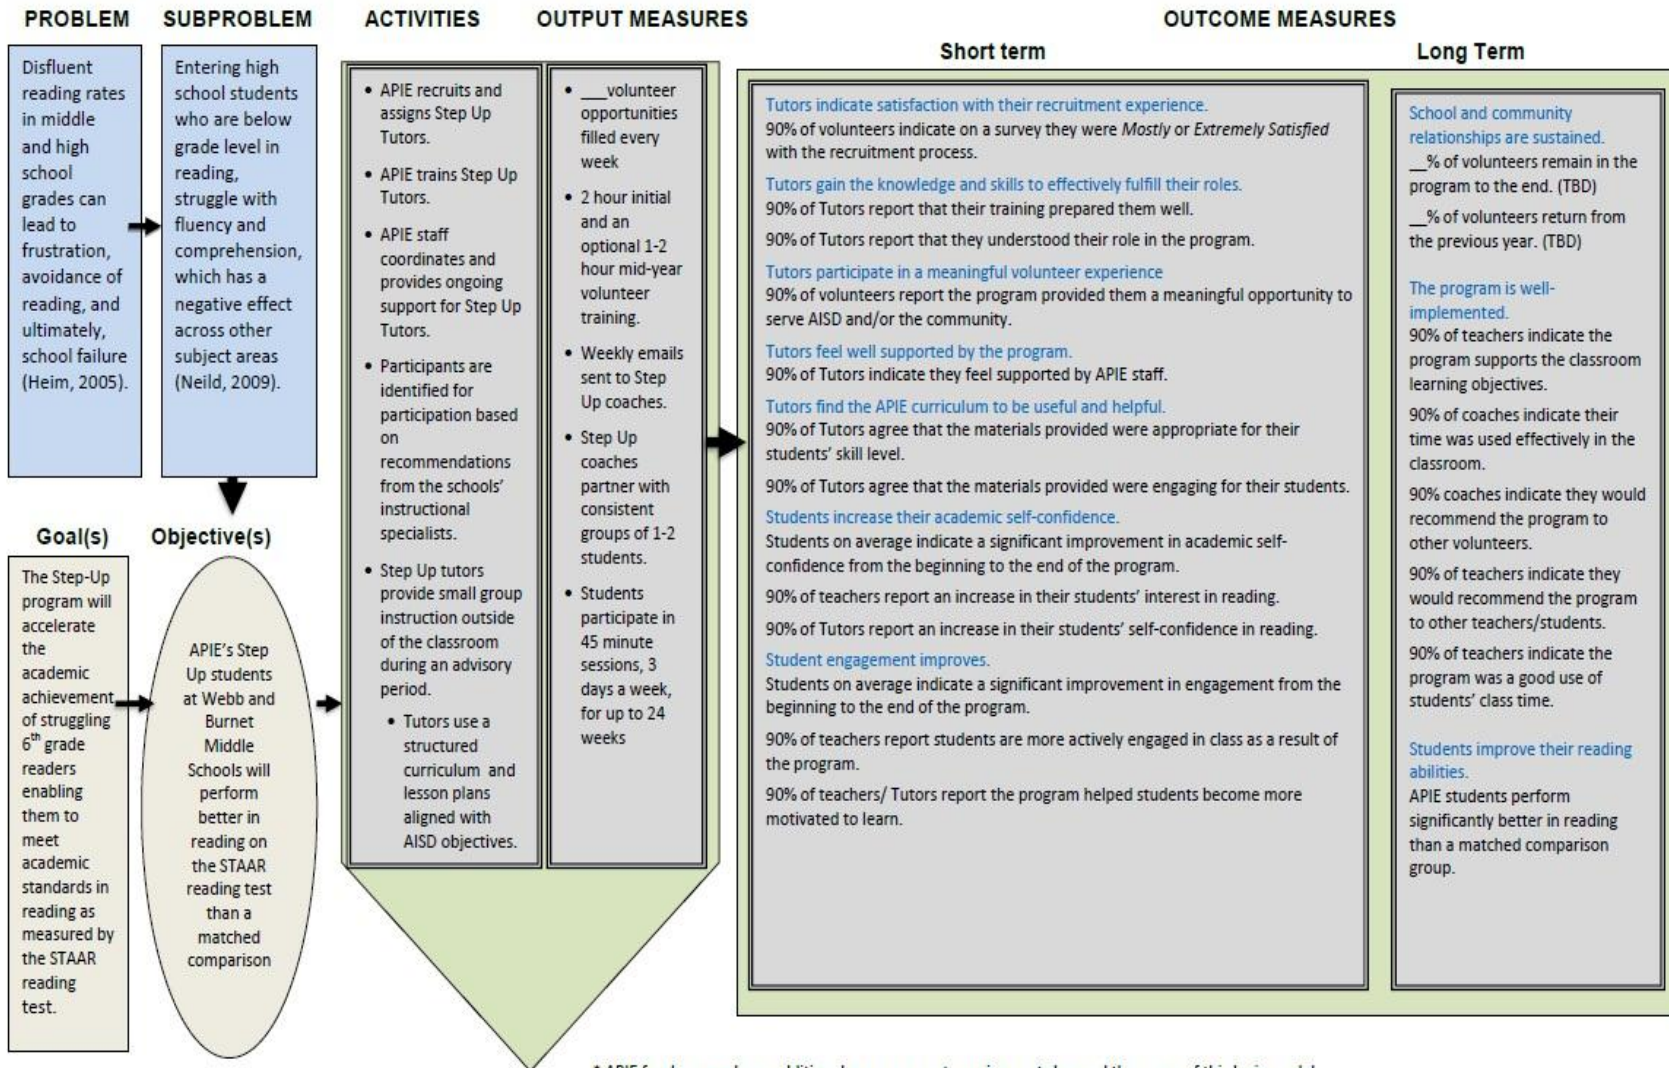 PROBLEM
Disfluent
reading rates
in middle
and high
school
grades can
lead to
frustration,
avoidance of
reading, and
ultimately,
school failure
(Heim, 2005).
SUBPROBLEM
Entering high
school students
who are below
grade level in
reading,
struggle with
fluency and
comprehension,
which has a
negative effect
across other
subject areas
(Neild, 2009).
Goal(s)
The Step-Up
program will
accelerate
the
academic
achievement
of struggling
6th grade
readers
enabling
them to
meet
academic
standards in
reading as
measured by
the STAAR
reading
test.
Objective(s)
APIE's Step
Up students
at Webb and
Burnet
Middle
Schools will
perform
better in
reading on
the STAAR
reading test
than a
matched
comparison
ACTIVITIES
• APIE recruits and
assigns Step Up
Tutors.
• APIE trains Step Up
Tutors.
• APIE staff
coordinates and
provides ongoing
support for Step Up
Tutors.
• Participants are
identified for
participation based
on
recommendations
from the schools'
instructional
specialists.
• Step Up tutors
provide small group
instruction outside
of the classroom
during an advisory
period.
• Tutors use a
structured
curriculum and
lesson plans
aligned with
AISD objectives.
OUTPUT MEASURES
• ___volunteer
opportunities
filled every
week
• 2 hour initial
and an
optional 1-2
hour mid-year
volunteer
training.
• Weekly emails
sent to Step
Up coaches.
• Step Up
coaches
partner with
consistent
groups of 1-2
students.
• Students
participate in
45 minute
sessions, 3
days a week,
for up to 24
weeks
OUTCOME MEASURES
Short term
Tutors indicate satisfaction with their recruitment experience.
90% of volunteers indicate on a survey they were Mostly or Extremely Satisfied
with the recruitment process.
Tutors gain the knowledge and skills to effectively fulfill their roles.
90% of Tutors report that their training prepared them well.
90% of Tutors report that they understood their role in the program.
Tutors participate in a meaningful volunteer experience
90% of volunteers report the program provided them a meaningful opportunity to
serve AISD and/or the community.
Tutors feel well supported by the program.
90% of Tutors indicate they feel supported by APIE staff.
Tutors find the APIE curriculum to be useful and helpful.
90% of Tutors agree that the materials provided were appropriate for their
students' skill level.
90% of Tutors agree that the materials provided were engaging for their students.
Students increase their academic self-confidence.
Students on average indicate a significant improvement in academic self-
confidence from the beginning to the end of the program.
90% of teachers report an increase in their students' interest in reading.
90% of Tutors report an increase in their students' self-confidence in reading.
Student engagement improves.
Students on average indicate a significant improvement in engagement from the
beginning to the end of the program.
90% of teachers report students are more actively engaged in class as a result of
the program.
90% of teachers/ Tutors report the program helped students become more
motivated to learn.
Long Term
School and community
relationships are sustained.
__% of volunteers remain in the
program to the end. (TBD)
__% of volunteers return from
the previous year. (TBD)
The program is well-
implemented.
90% of teachers indicate the
program supports the classroom
learning objectives.
90% of coaches indicate their
time was used effectively in the
classroom.
90% coaches indicate they would
recommend the program to
other volunteers.
90% of teachers indicate they
would recommend the program
to other teachers/students.
90% of teachers indicate the
program was a good use of
students' class time.
Students improve their reading
abilities.
APIE students perform
significantly better in reading
than a matched comparison
group.